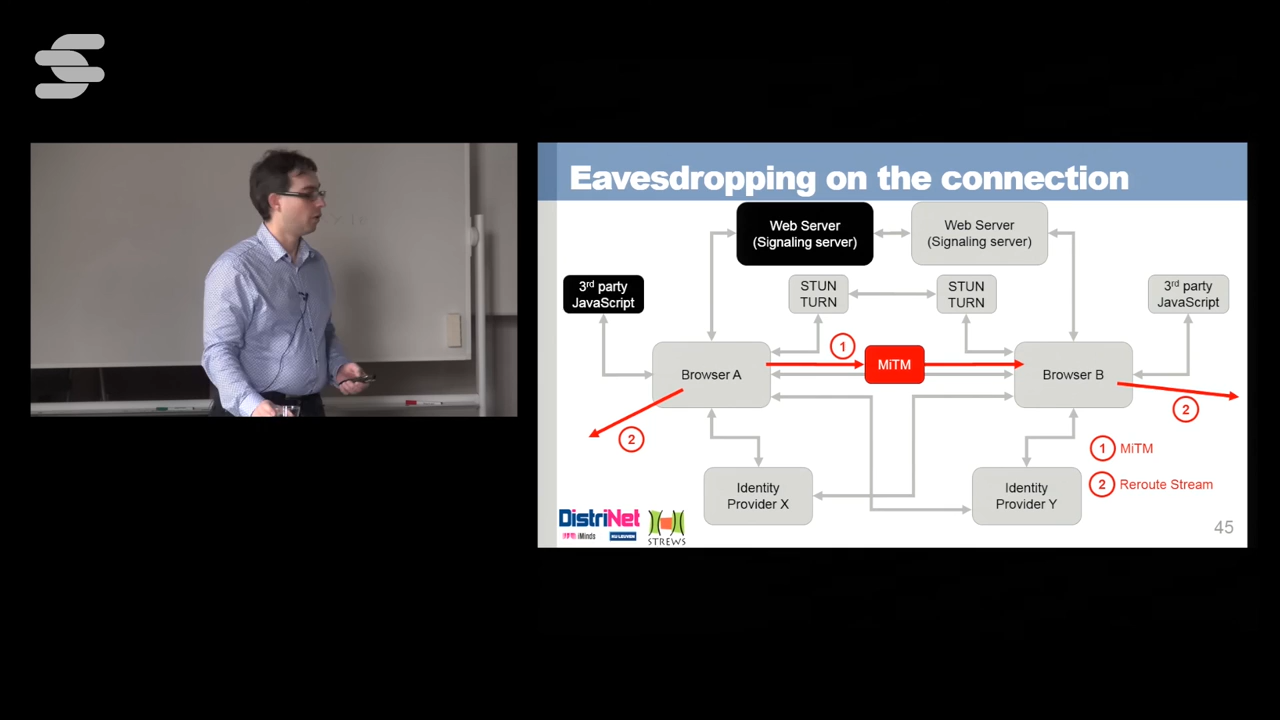 Eavesdropping on the connection
Web Server
(Signaling server)
Web Server
(Signaling server)
3rd party
JavaScript
STUN
TURN
STUN
TURN
3rd party
JavaScript
1
MiTM
Browser A
Browser B
2
2
1 MiTM
2 Reroute Stream
Identity
Provider X
Identity
Provider Y
DistriNet
iMinds
KU LEUVEN
STREWS
45